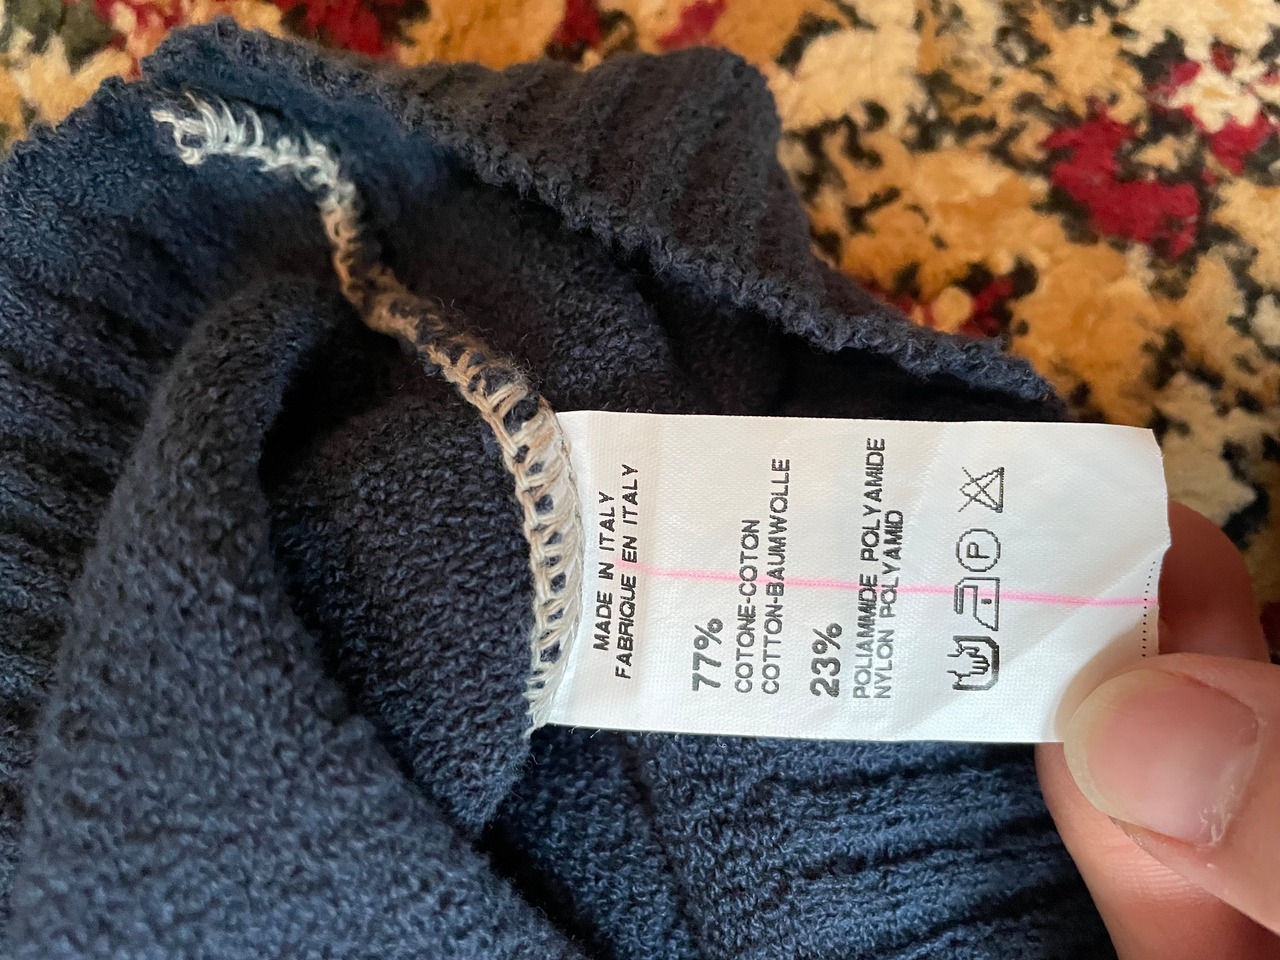 MADE IN ITALY
FABRIQUE EN ITALY
77%
COTONE-COTON
COTTON-BAUMWOLLE
23%
POLIAMMIDE POLYAMIDE
NYLON POLYAMID
P